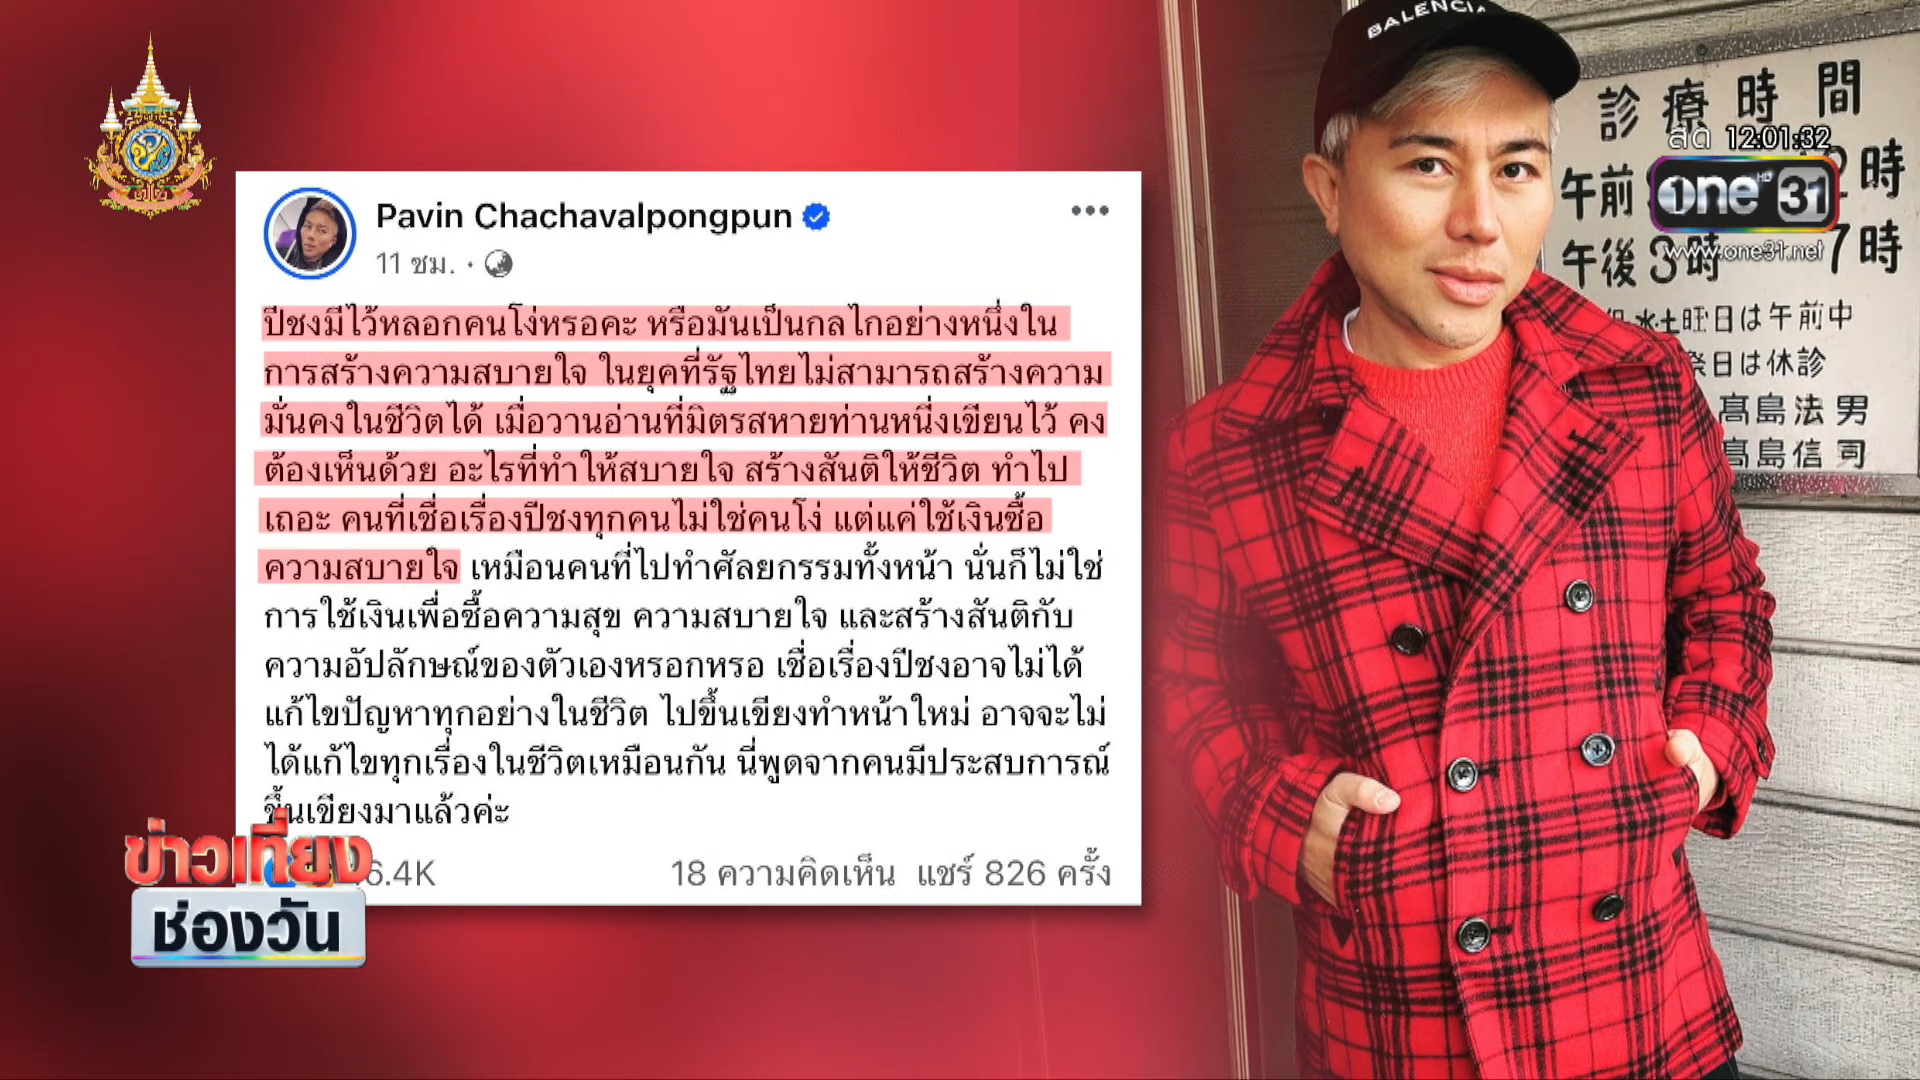 Pavin Chachavalpongpun
11 ชม.
ปีชงมีไว้หลอกคนโง่หรอคะ หรือมันเป็นกลไกอย่างหนึ่งใน
การสร้างความสบายใจ ในยุคที่รัฐไทยไม่สามารถสร้างความ
มั่นคงในชีวิตได้ เมื่อวานอ่านที่มิตรสหายท่านหนึ่งเขียนไว้ คง
ต้องเห็นด้วย อะไรที่ทำให้สบายใจ สร้างสันติให้ชีวิต ทำไป
เถอะ คนที่เชื่อเรื่องปีชงทุกคนไม่ใช่คนโง่ แต่แค่ใช้เงินซื้อ
ความสบายใจ เหมือนคนที่ไปทำศัลยกรรมทั้งหน้า นั่นก็ไม่ใช่
การใช้เงินเพื่อซื้อความสุข ความสบายใจ และสร้างสันติกับ
ความอัปลักษณ์ของตัวเองหรอกหรอ เชื่อเรื่องปีชงอาจไม่ได้
แก้ไขปัญหาทุกอย่างในชีวิต ไปขึ้นเขียงทำหน้าใหม่ อาจจะไม่
ได้แก้ไขทุกเรื่องในชีวิตเหมือนกัน นี่พูดจากคนมีประสบการณ์
ขึ้นเขียงมาแล้วค่ะ
6.4K
18 ความคิดเห็น แชร์ 826 ครั้ง
ข่าวเที่ยง
ช่องวัน
BALENCIA
診療時間
สด 12:01:32
午前 時
one HD 31
www.one31.net
午後3時 7時
水土曜日は午前中
祭日は休診
髙島法男
髙島信司